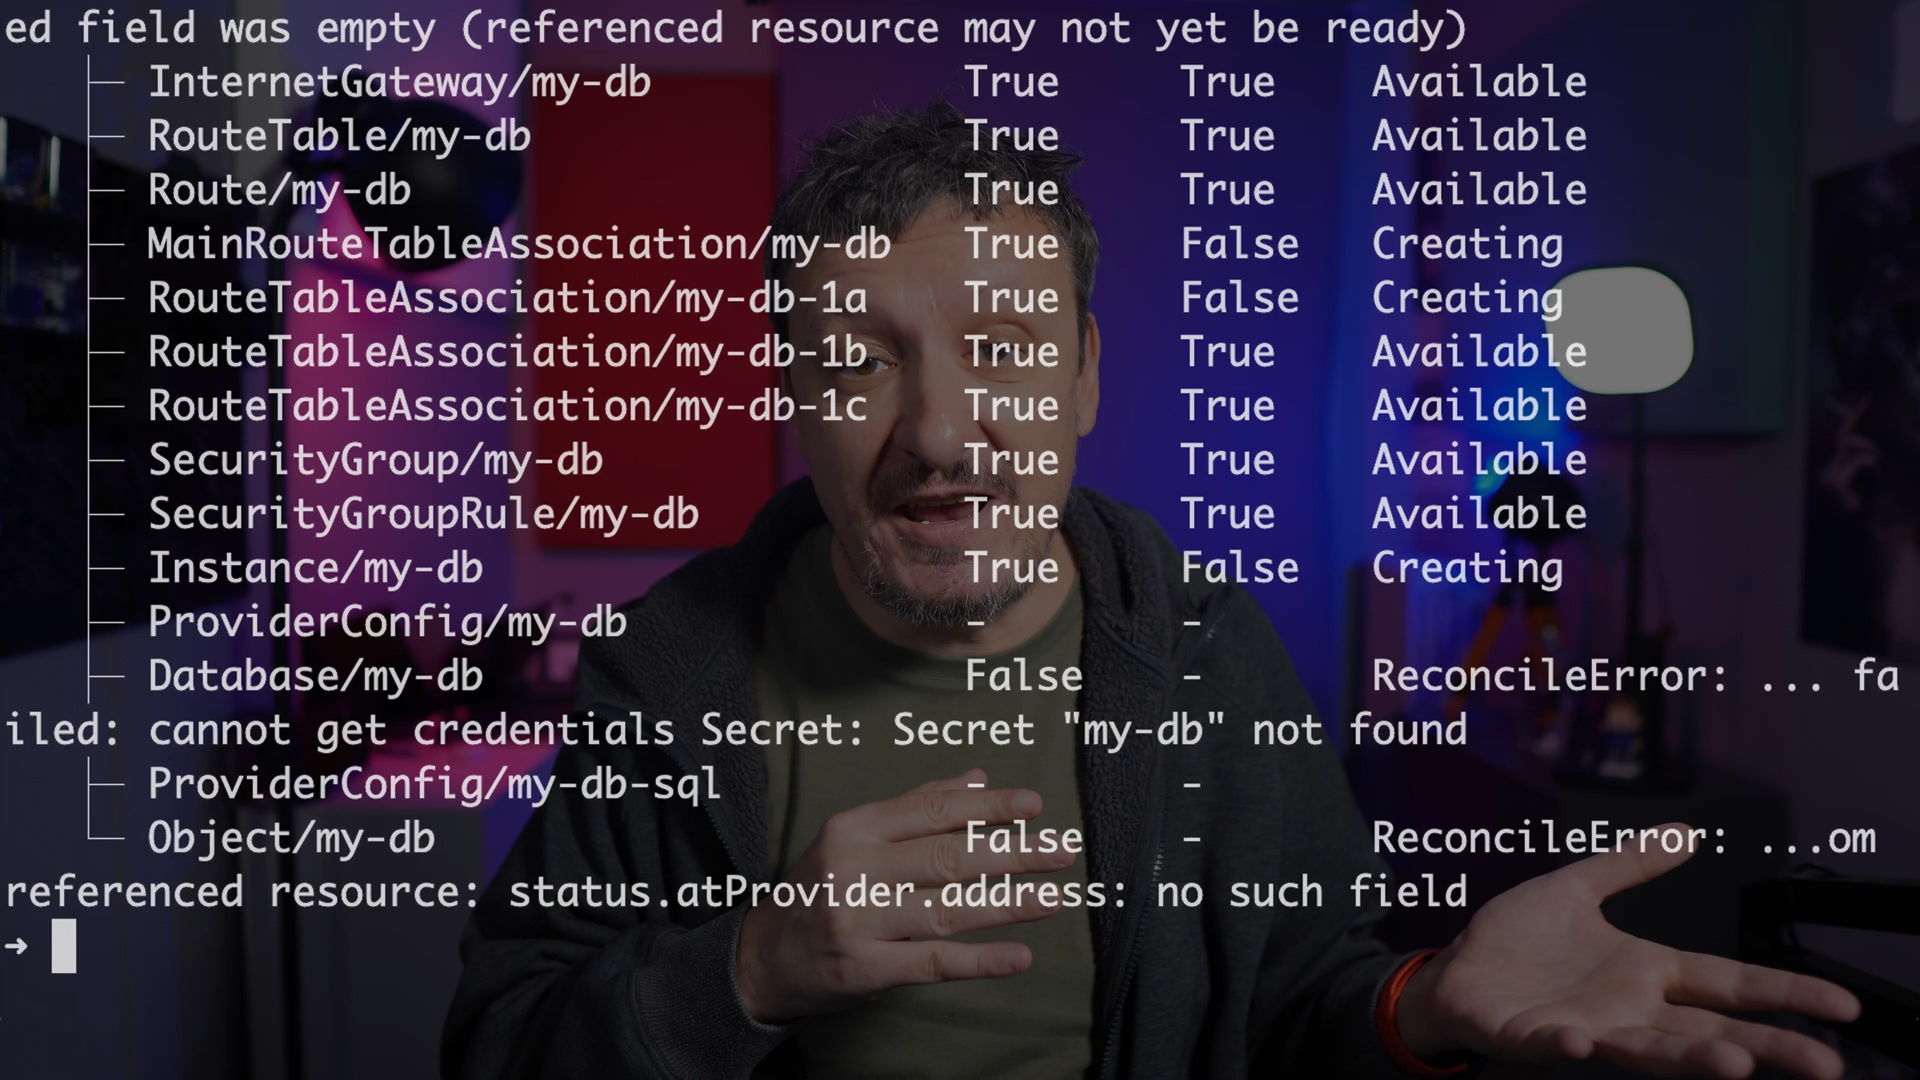 ed field was empty (referenced resource may not yet be ready)
├─ InternetGateway/my-db True True Available
├─ RouteTable/my-db True True Available
├─ Route/my-db True True Available
├─ MainRouteTableAssociation/my-db True False Creating
├─ RouteTableAssociation/my-db-1a True False Creating
├─ RouteTableAssociation/my-db-1b True True Available
├─ RouteTableAssociation/my-db-1c True True Available
├─ SecurityGroup/my-db True True Available
├─ SecurityGroupRule/my-db True True Available
├─ Instance/my-db True False Creating
├─ ProviderConfig/my-db - -
├─ Database/my-db False - ReconcileError: ... fa
iled: cannot get credentials Secret: Secret "my-db" not found
├─ ProviderConfig/my-db-sql - -
└─ Object/my-db False - ReconcileError: ...om
referenced resource: status.atProvider.address: no such field
➜